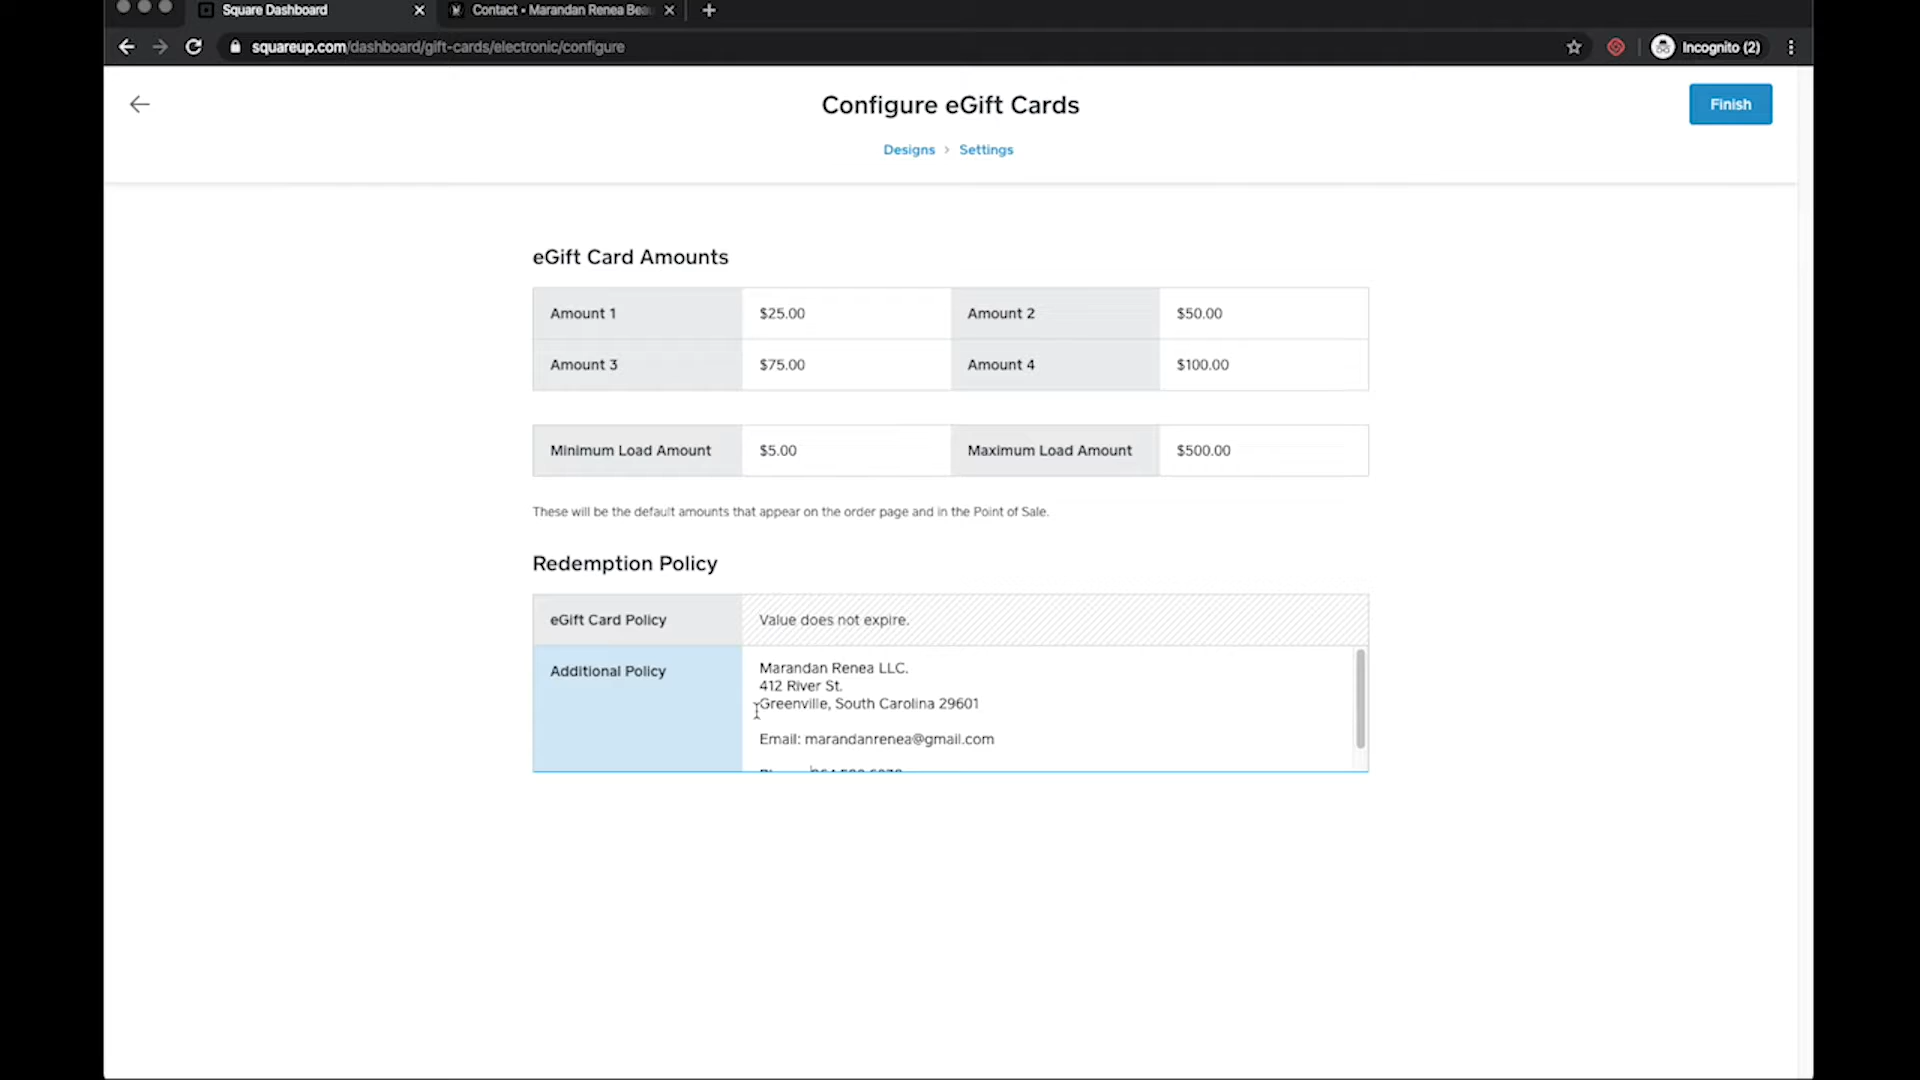 Square Dashboard
Contact • Marandan Renea Bea
squareup.com/dashboard/gift-cards/electronic/configure
Incognito (2)
Configure eGift Cards
Finish
Designs > Settings
eGift Card Amounts
Amount 1 $25.00 Amount 2 $50.00
Amount 3 $75.00 Amount 4 $100.00
Minimum Load Amount $5.00 Maximum Load Amount $500.00
These will be the default amounts that appear on the order page and in the Point of Sale.
Redemption Policy
eGift Card Policy Value does not expire.
Additional Policy Marandan Renea LLC.
412 River St.
Greenville, South Carolina 29601
Email: marandanrenea@gmail.com